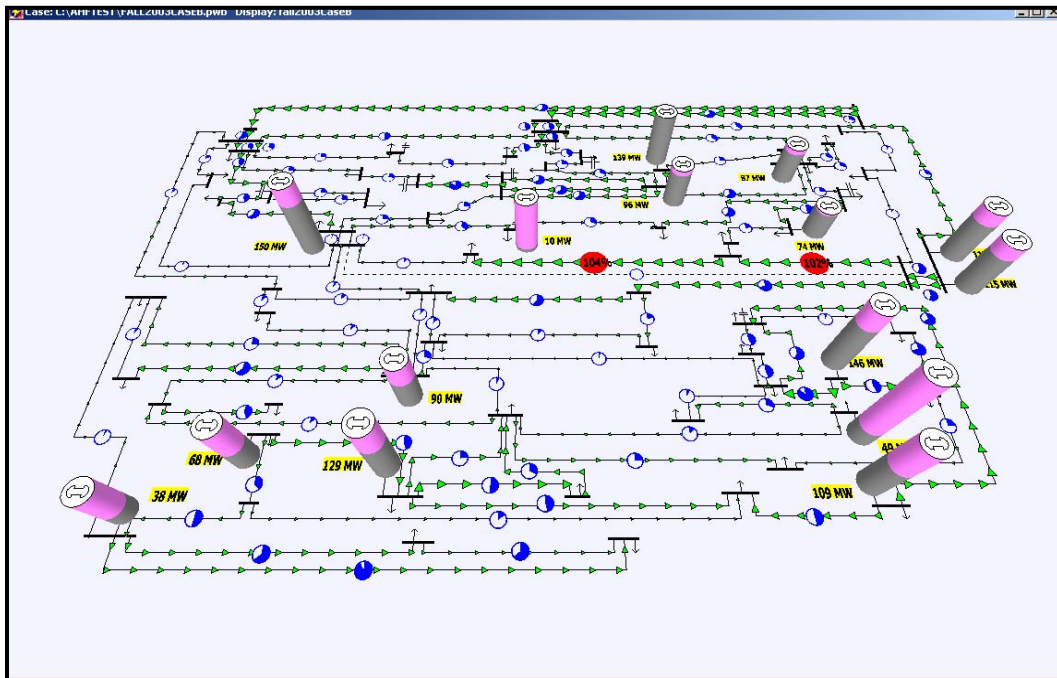 Case: C:\AHFTEST\FALL2003CASEB.pwb Display: fall2003CaseB
139 MW
57 MW
96 MW
150 MW
10 MW
74 MW
104%
102%
146 MW
90 MW
68 MW
129 MW
38 MW
109 MW